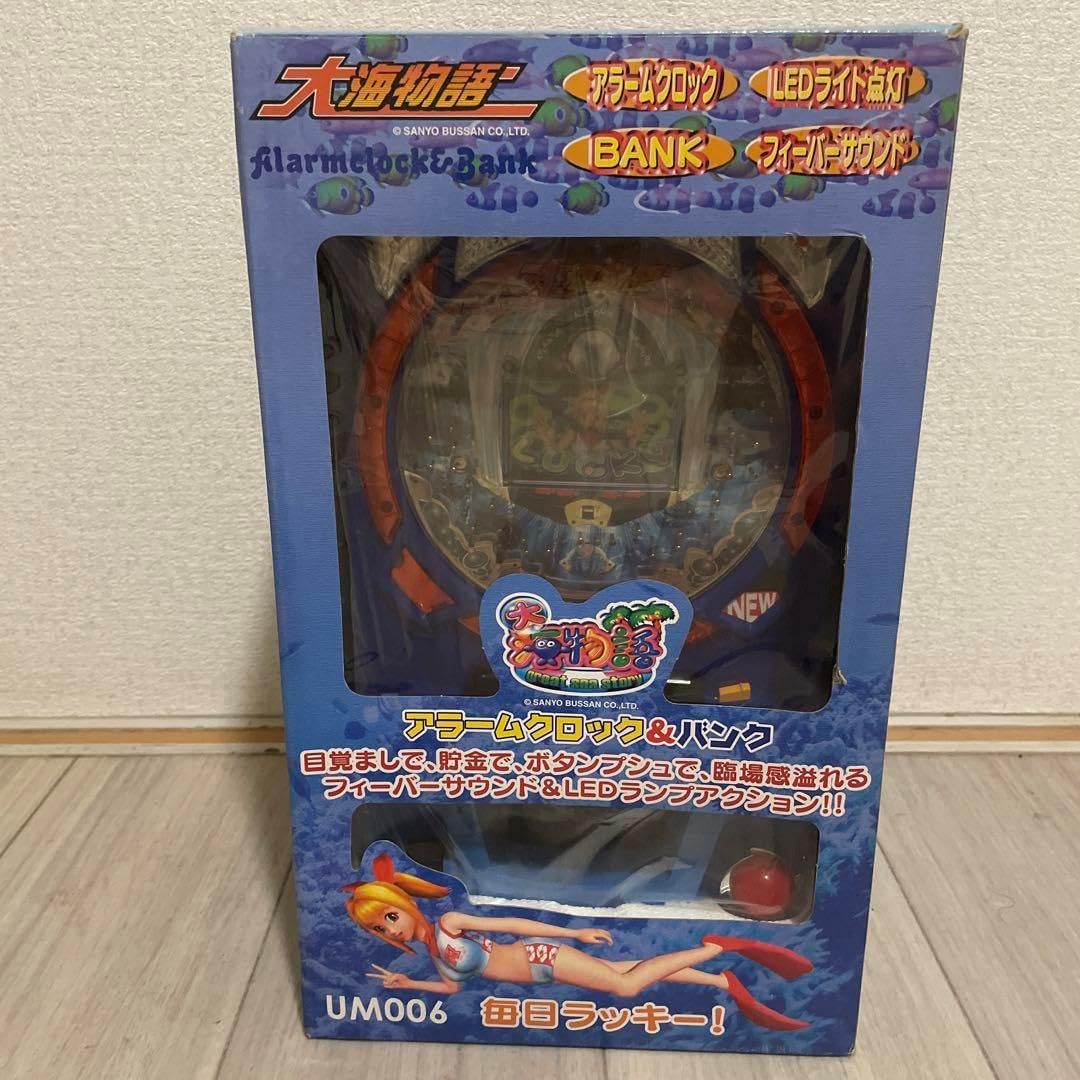 大海物語
© SANYO BUSSAN CO., LTD.
Alarmclock&Bank
アラームクロック
LEDライト点灯
BANK
フィーバーサウンド
LUCKY
NEW
大海物語
Great sea story
© SANYO BUSSAN CO.,LTD.
アラームクロック&バンク
目覚ましで、貯金で、ボタンプシュで、臨場感溢れる
フィーバーサウンド&LEDランプアクション!!
UM006
毎日ラッキー!